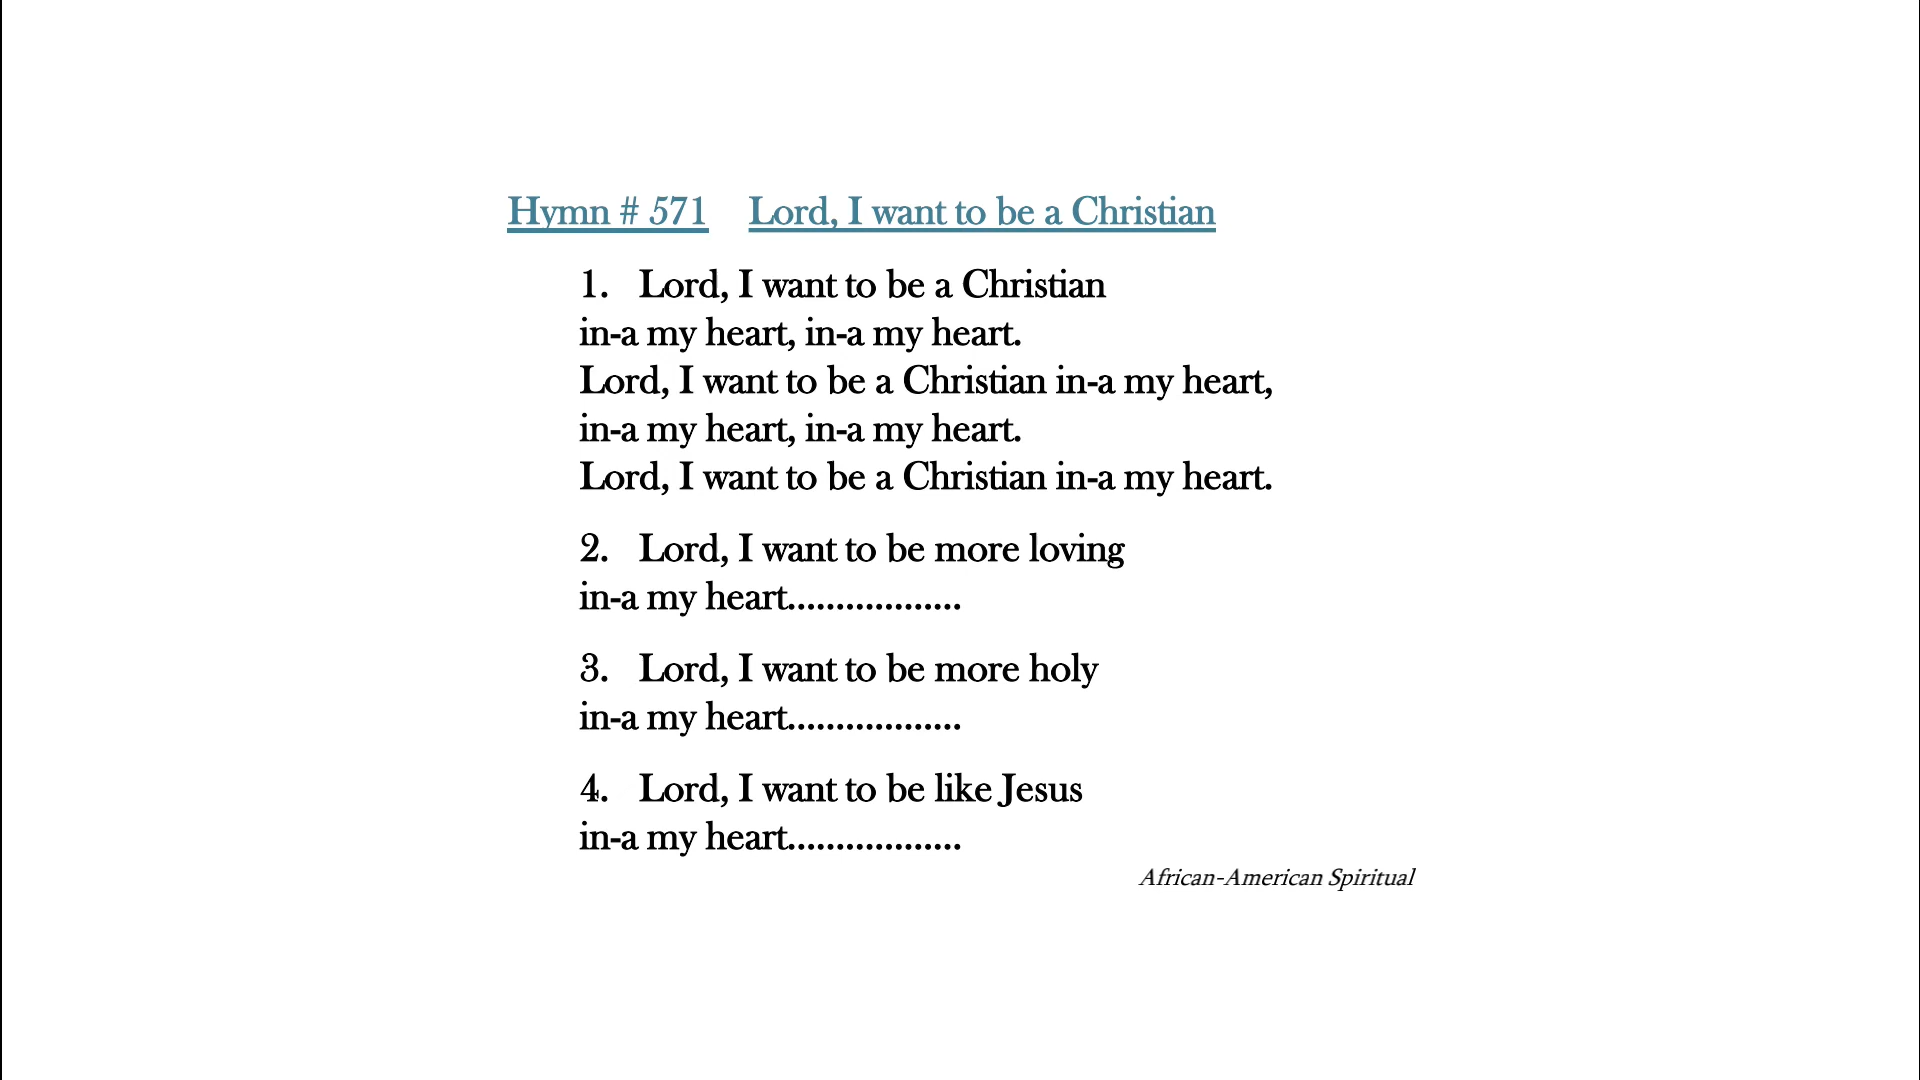 Hymn # 571 Lord, I want to be a Christian
1. Lord, I want to be a Christian
in-a my heart, in-a my heart.
Lord, I want to be a Christian in-a my heart,
in-a my heart, in-a my heart.
Lord, I want to be a Christian in-a my heart.
2. Lord, I want to be more loving
in-a my heart..................
3. Lord, I want to be more holy
in-a my heart..................
4. Lord, I want to be like Jesus
in-a my heart..................
African-American Spiritual